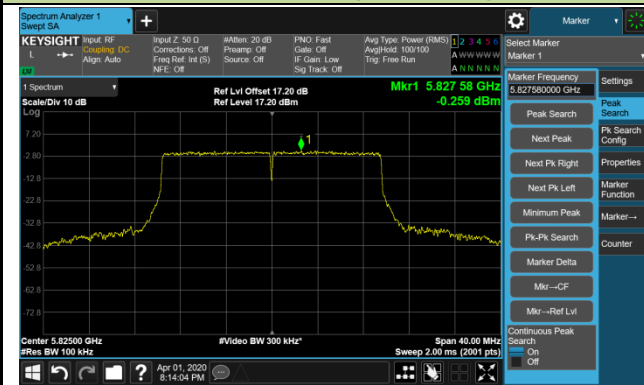 Spectrum Analyzer 1
Swept SA
Marker
KEYSIGHT
Input: RF
Coupling: DC
Align: Auto
Input Z: 50 Ω
Corrections: Off
Freq Ref: Int (S)
NFE: Off
#Atten: 20 dB
Preamp: Off
Source: Off
PNO: Fast
Gate: Off
IF Gain: Low
Sig Track: Off
Avg Type: Power (RMS)
Avg|Hold: 100/100
Trig: Free Run
1 2 3 4 5 6
A W W W W W
A N N N N N
L
LU
Select Marker
Marker 1
1 Spectrum
Scale/Div 10 dB
Log
Ref Lvl Offset 17.20 dB
Ref Level 17.20 dBm
Mkr1 5.827 58 GHz
-0.259 dBm
7.20
-2.80
-12.8
-22.8
-32.8
-42.8
-52.8
-62.8
-72.8
1
Center 5.82500 GHz
#Res BW 100 kHz
#Video BW 300 kHz*
Span 40.00 MHz
Sweep 2.00 ms (2001 pts)
Marker Frequency
5.827580000 GHz
Peak Search
Next Peak
Next Pk Right
Next Pk Left
Minimum Peak
Pk-Pk Search
Marker Delta
Mkr→CF
Mkr→Ref Lvl
Continuous Peak
Search
On
Off
Settings
Peak
Search
Pk Search
Config
Properties
Marker
Function
Marker→
Counter
?
Apr 01, 2020
8:14:04 PM